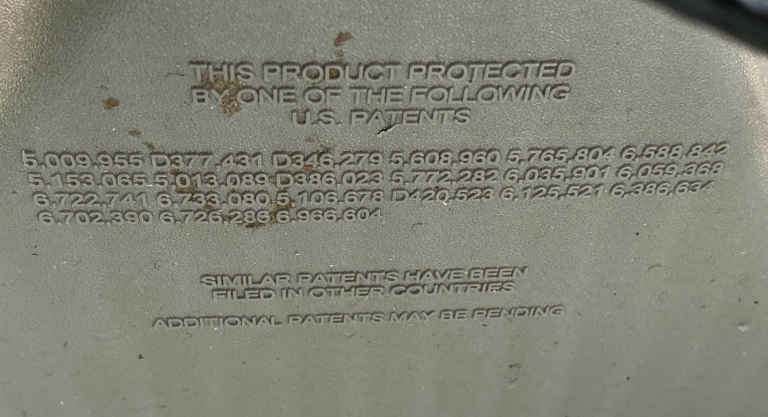 THIS PRODUCT PROTECTED
BY ONE OF THE FOLLOWING
U.S. PATENTS
5,009,955 D377,431 D346,279 5,608,960 5,765,804 6,588,842
5,153,065 5,013,089 D386,023 5,772,282 6,035,901 6,059,368
6,722,741 6,733,080 5,106,678 D420,523 6,125,521 6,386,634
6,702,390 6,726,286 6,966,604
SIMILAR PATENTS HAVE BEEN
FILED IN OTHER COUNTRIES
ADDITIONAL PATENTS MAY BE PENDING